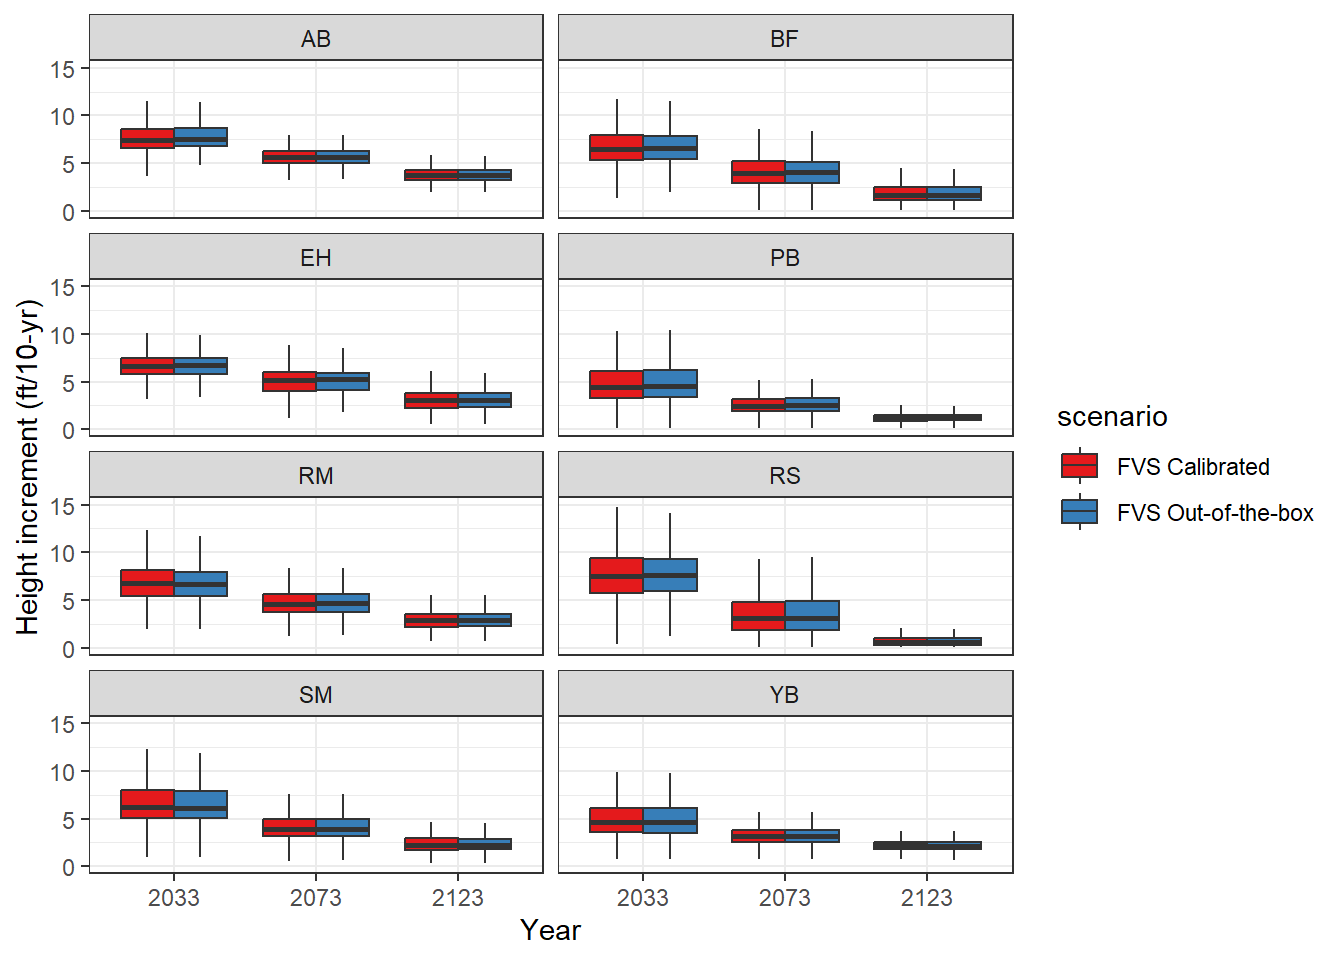 AB
BF
15
10
5
0
EH
PB
15
10
5
0
RM
RS
15
10
5
0
SM
YB
15
10
5
0
2033
2073
2123
2033
2073
2123
Year
Height increment (ft/10-yr)
scenario
FVS Calibrated
FVS Out-of-the-box